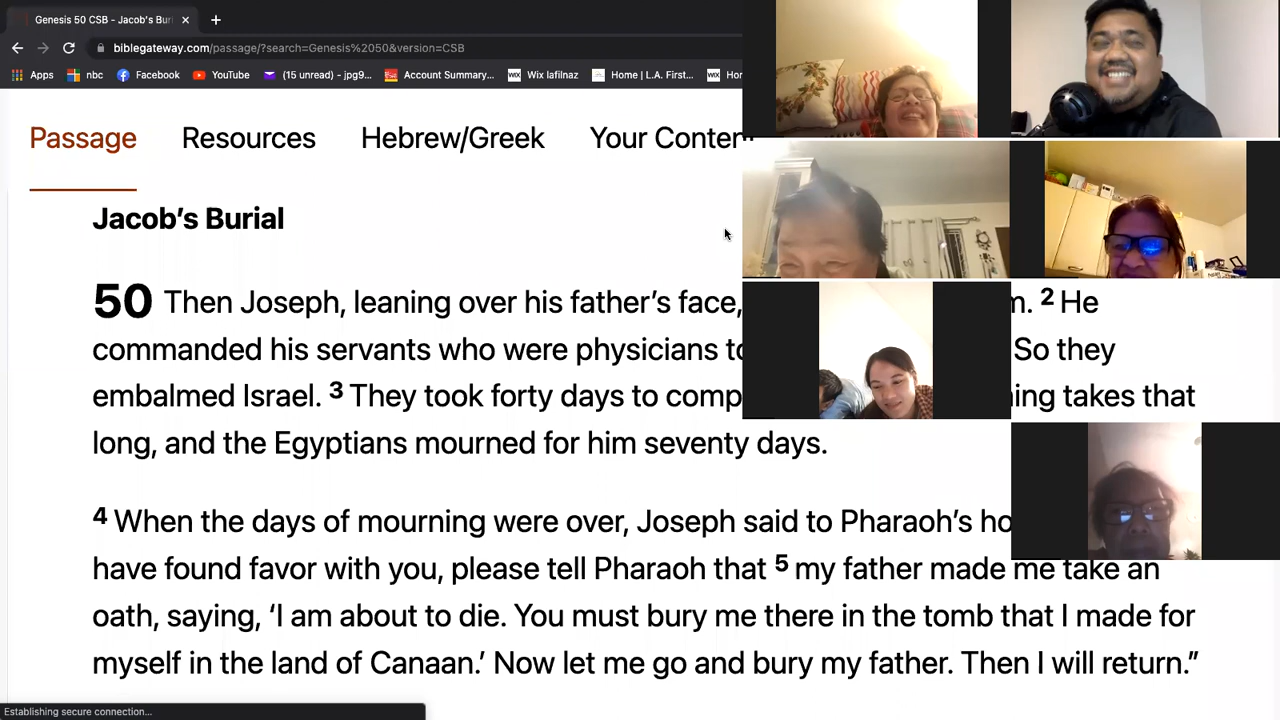 Genesis 50 CSB - Jacob's Buri
biblegateway.com/passage/?search=Genesis%2050&version=CSB
Apps nbc Facebook YouTube (15 unread) - jpg9... Account Summary... Wix lafilnaz Home | L.A. First... Hor
Passage Resources Hebrew/Greek Your Conten
Jacob’s Burial
50 Then Joseph, leaning over his father’s face, m. 2 He
commanded his servants who were physicians to So they
embalmed Israel. 3 They took forty days to comp ning takes that
long, and the Egyptians mourned for him seventy days.
4 When the days of mourning were over, Joseph said to Pharaoh’s ho
have found favor with you, please tell Pharaoh that 5 my father made me take an
oath, saying, ‘I am about to die. You must bury me there in the tomb that I made for
myself in the land of Canaan.’ Now let me go and bury my father. Then I will return.”
Establishing secure connection...